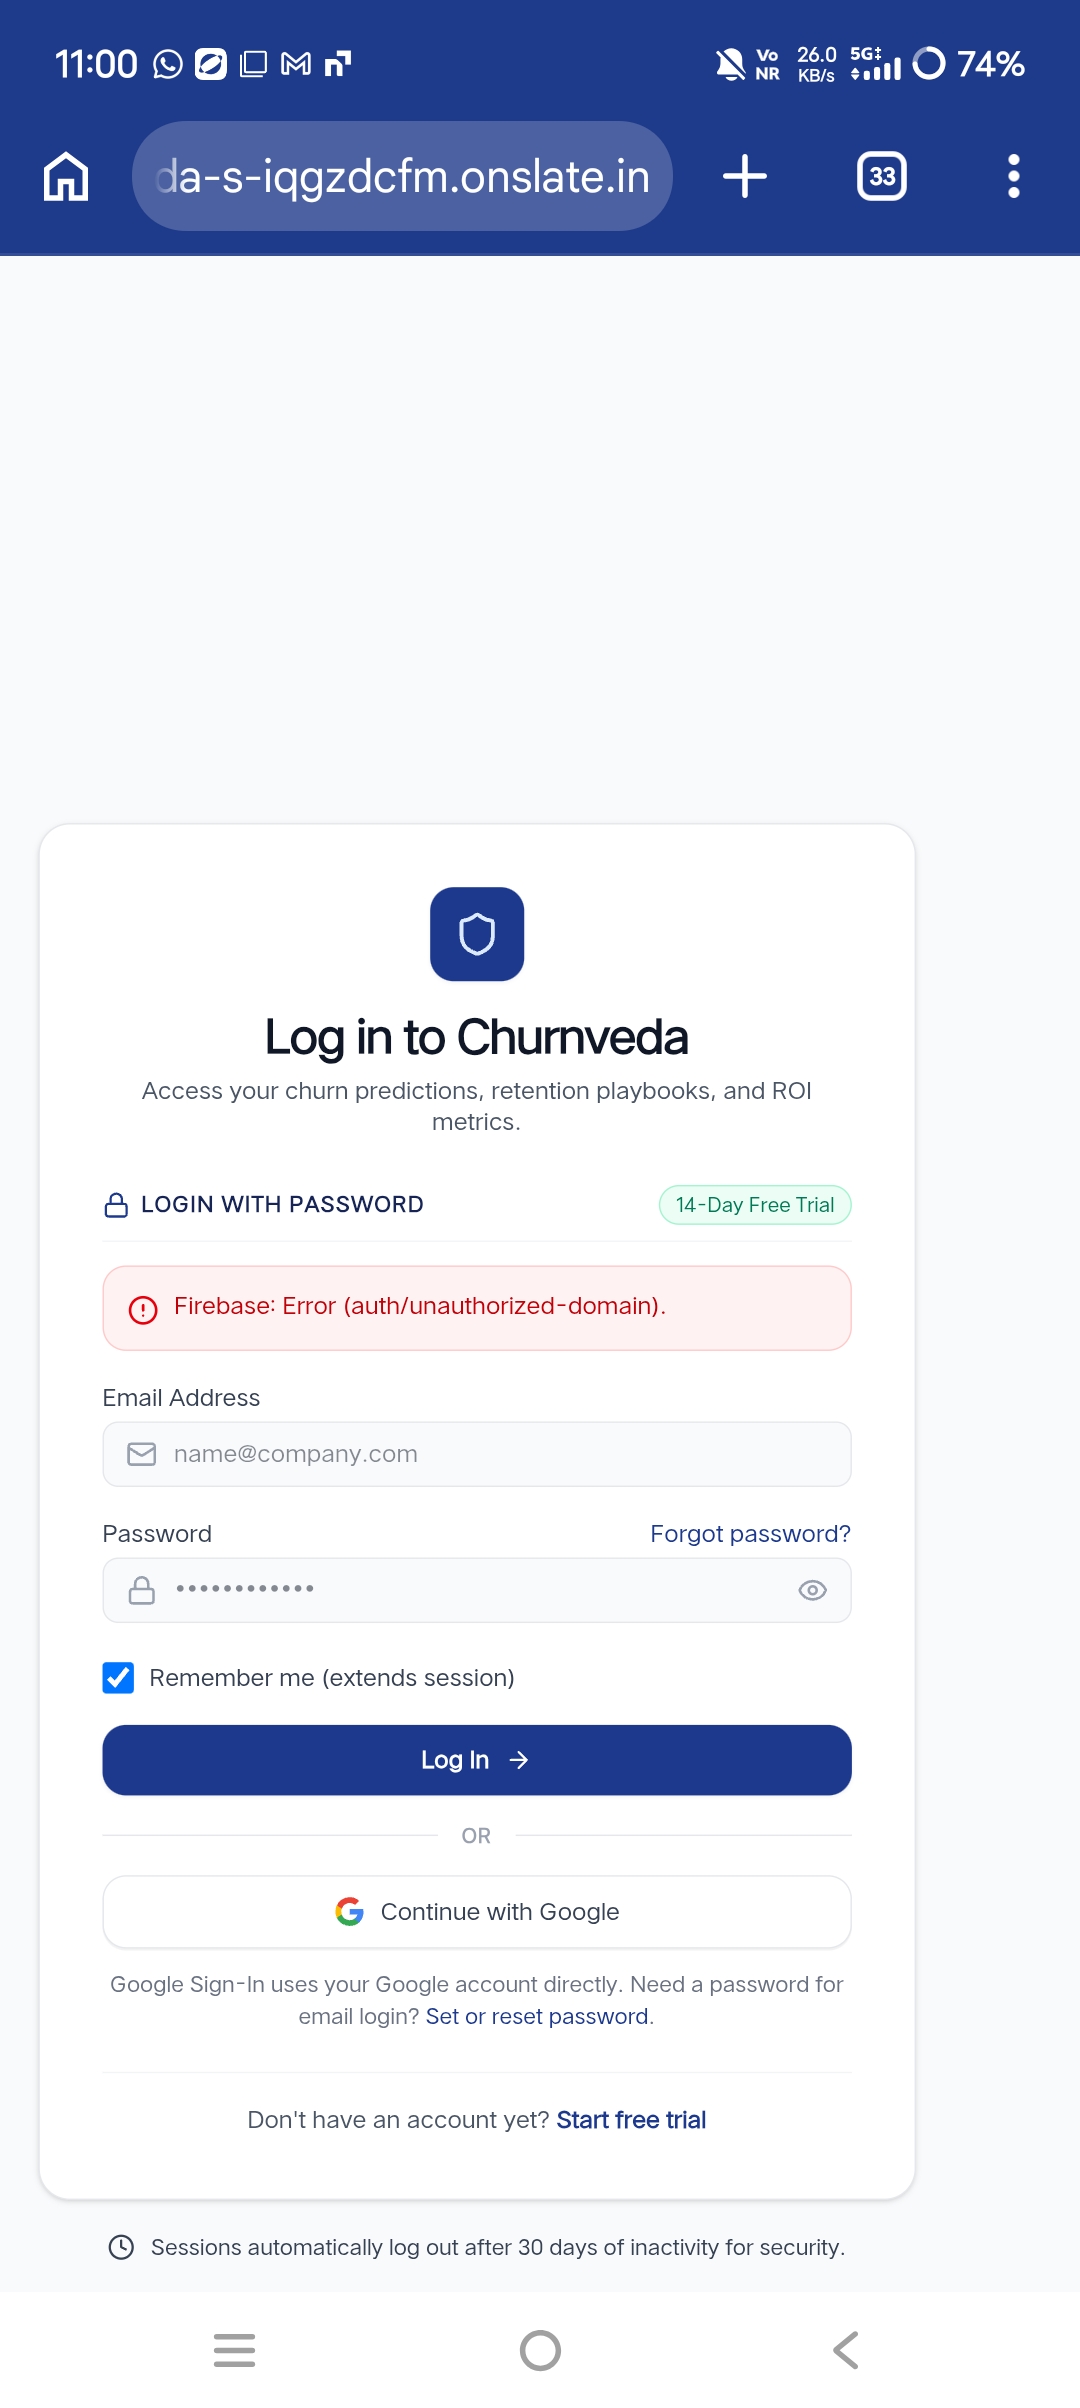 11:00
Vo NR 26.0 KB/s 5G 74%
da-s-iqgzdcfm.onslate.in
33
Log in to Churnveda
Access your churn predictions, retention playbooks, and ROI
metrics.
LOGIN WITH PASSWORD
14-Day Free Trial
Firebase: Error (auth/unauthorized-domain).
Email Address
name@company.com
Password
Forgot password?
••••••••••••
Remember me (extends session)
Log In →
OR
Continue with Google
Google Sign-In uses your Google account directly. Need a password for
email login? Set or reset password.
Don't have an account yet? Start free trial
Sessions automatically log out after 30 days of inactivity for security.